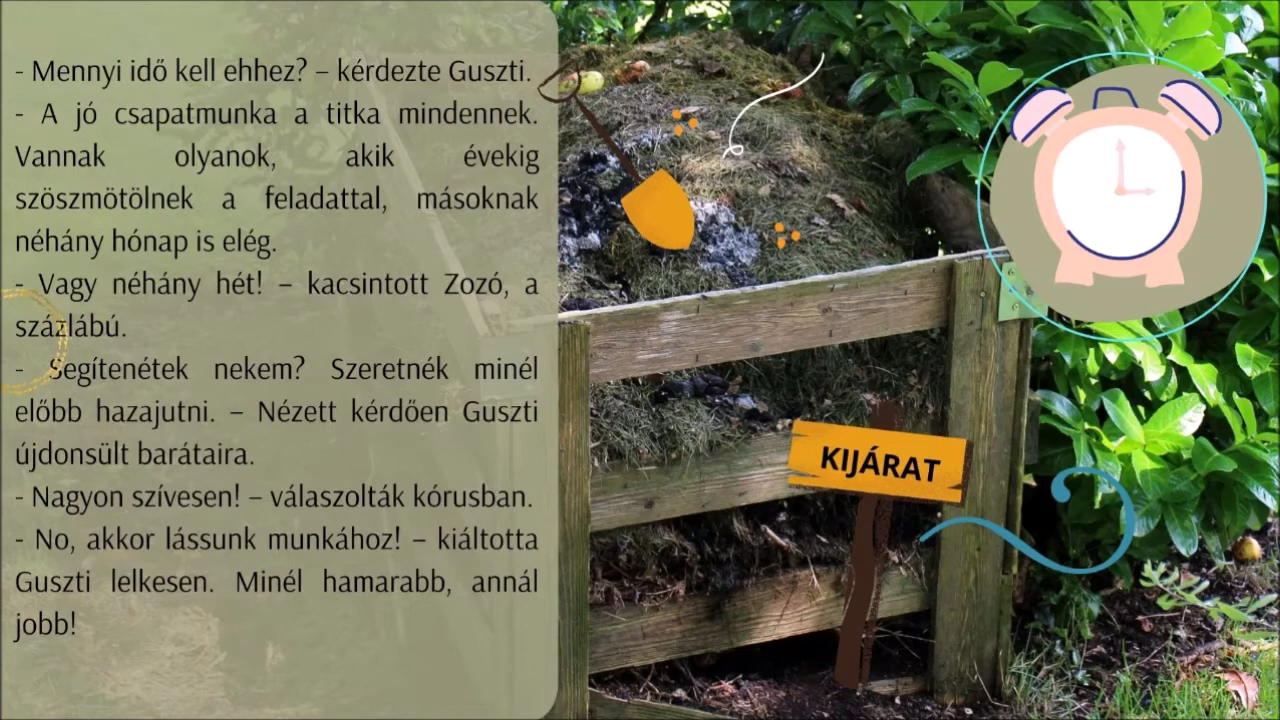 - Mennyi idő kell ehhez? – kérdezte Guszti.
- A jó csapatmunka a titka mindennek.
Vannak olyanok, akik évekig
szöszmötölnek a feladattal, másoknak
néhány hónap is elég.
- Vagy néhány hét! – kacsintott Zozó, a
százlábú.
- Segítenétek nekem? Szeretnék minél
előbb hazajutni. – Nézett kérdően Guszti
újdonsült barátaira.
- Nagyon szívesen! – válaszolták kórusban.
- No, akkor lássunk munkához! – kiáltotta
Guszti lelkesen. Minél hamarabb, annál
jobb!
KIJÁRAT